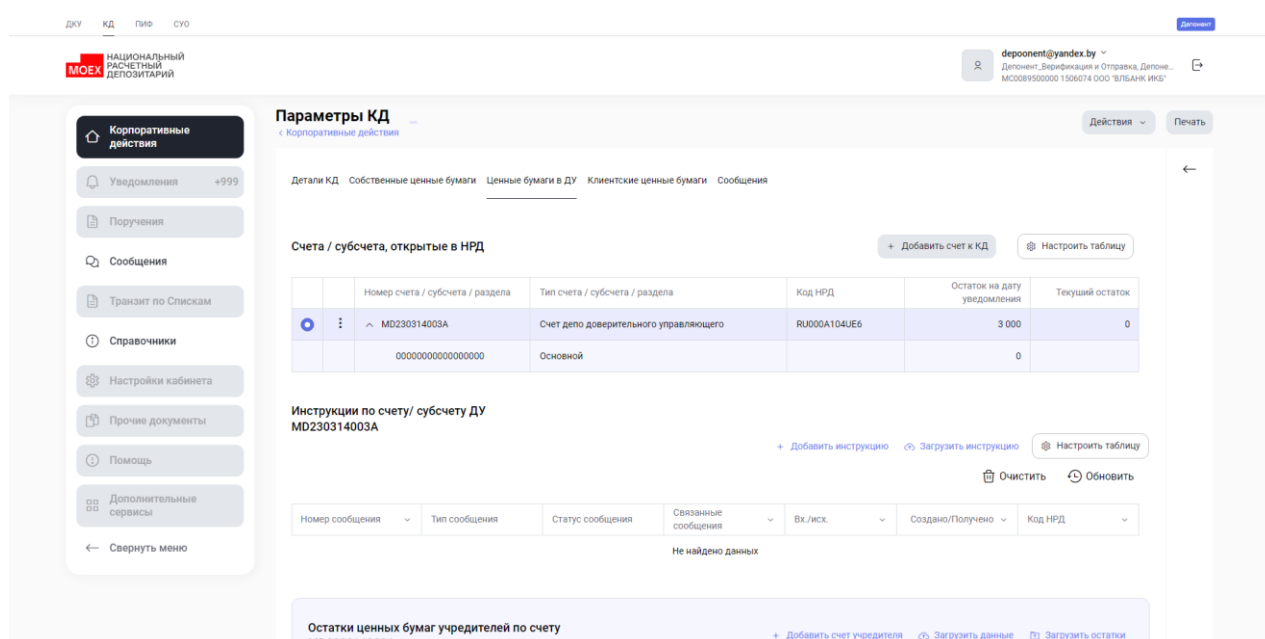 ДКУ КД ПИФ СУО
Депонент
MOEX НАЦИОНАЛЬНЫЙ РАСЧЕТНЫЙ ДЕПОЗИТАРИЙ
depoonent@yandex.by
Депонент_Верификация и Отправка, Депоне...
MC0089500000 1506074 ООО "ВЛБАНК ИКБ"
Корпоративные
действия
Уведомления +999
Поручения
Сообщения
Транзит по Спискам
Справочники
Настройки кабинета
Прочие документы
Помощь
Дополнительные
сервисы
Свернуть меню
Параметры КД
Корпоративные действия
Действия
Печать
Детали КД Собственные ценные бумаги Ценные бумаги в ДУ Клиентские ценные бумаги Сообщения
Счета / субсчета, открытые в НРД
+ Добавить счет к КД
Настроить таблицу
Номер счета / субсчета / раздела Тип счета / субсчета / раздела Код НРД Остаток на дату уведомления Текущий остаток
MD230314003A Счет депо доверительного управляющего RU000A104UE6 3 000 0
00000000000000000 Основной 0
Инструкции по счету/ субсчету ДУ
MD230314003A
+ Добавить инструкцию Загрузить инструкцию Настроить таблицу
Очистить Обновить
Номер сообщения Тип сообщения Статус сообщения Связанные сообщения Вх./исх. Создано/Получено Код НРД
Не найдено данных
Остатки ценных бумаг учредителей по счету
+ Добавить счет учредителя Загрузить данные Загрузить остатки